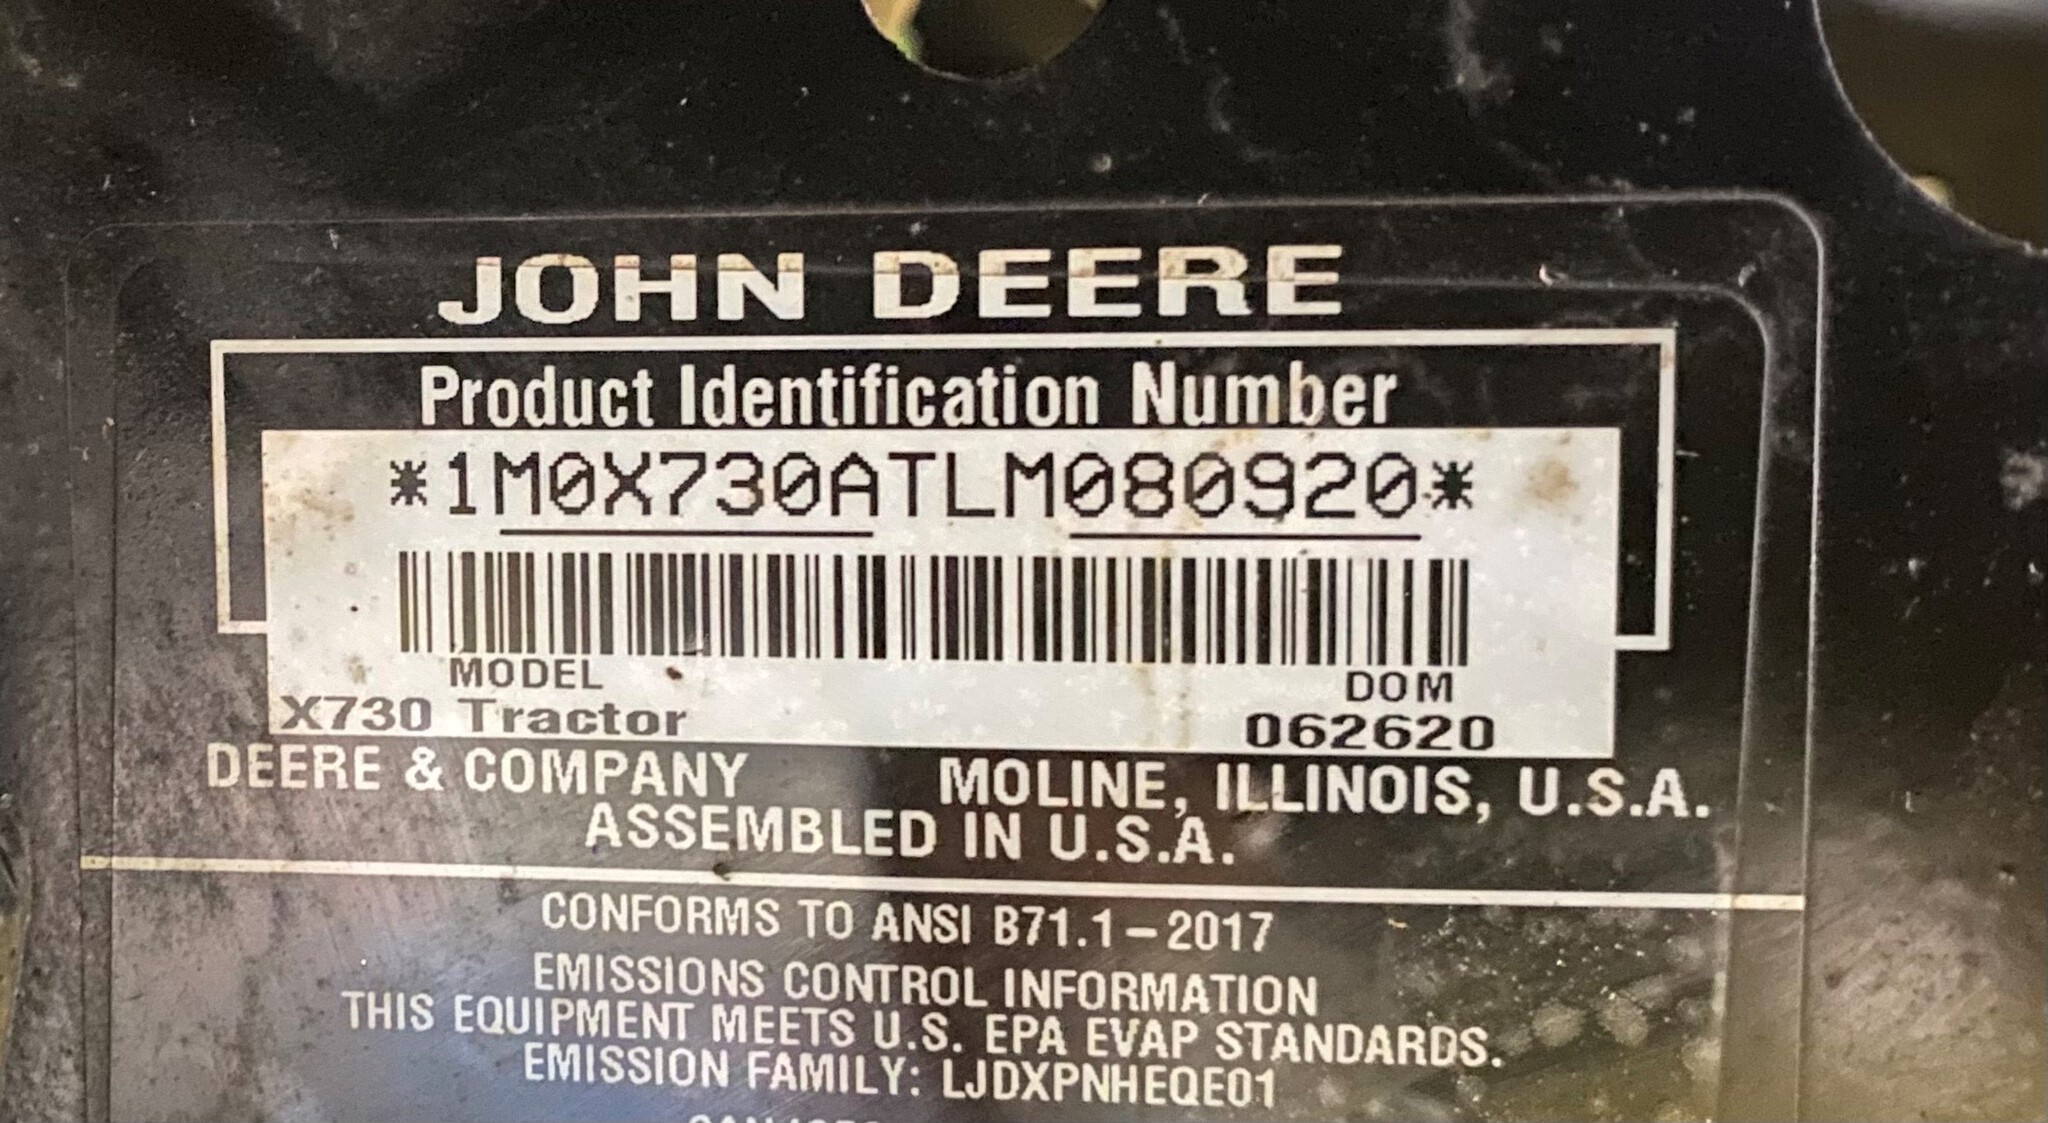 JOHN DEERE
Product Identification Number
*1M0X730ATLM080920*
MODEL DOM
X730 Tractor 062620
DEERE & COMPANY MOLINE, ILLINOIS, U.S.A.
ASSEMBLED IN U.S.A.
CONFORMS TO ANSI B71.1-2017
EMISSIONS CONTROL INFORMATION
THIS EQUIPMENT MEETS U.S. EPA EVAP STANDARDS.
EMISSION FAMILY: LJDXPNHEQE01